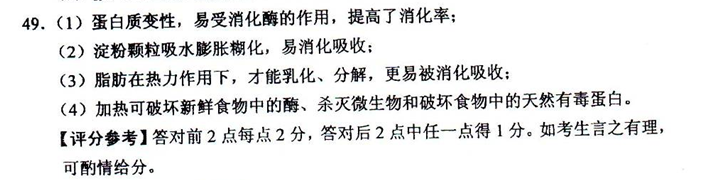 49.（1）蛋白质变性，易受消化酶的作用，提高了消化率；
（2）淀粉颗粒吸水膨胀糊化，易消化吸收；
（3）脂肪在热力作用下，才能乳化、分解，更易被消化吸收；
（4）加热可破坏新鲜食物中的酶、杀灭微生物和破坏食物中的天然有毒蛋白。
【评分参考】答对前2点每点2分，答对后2点中任一点得1分。如考生言之有理，
可酌情给分。